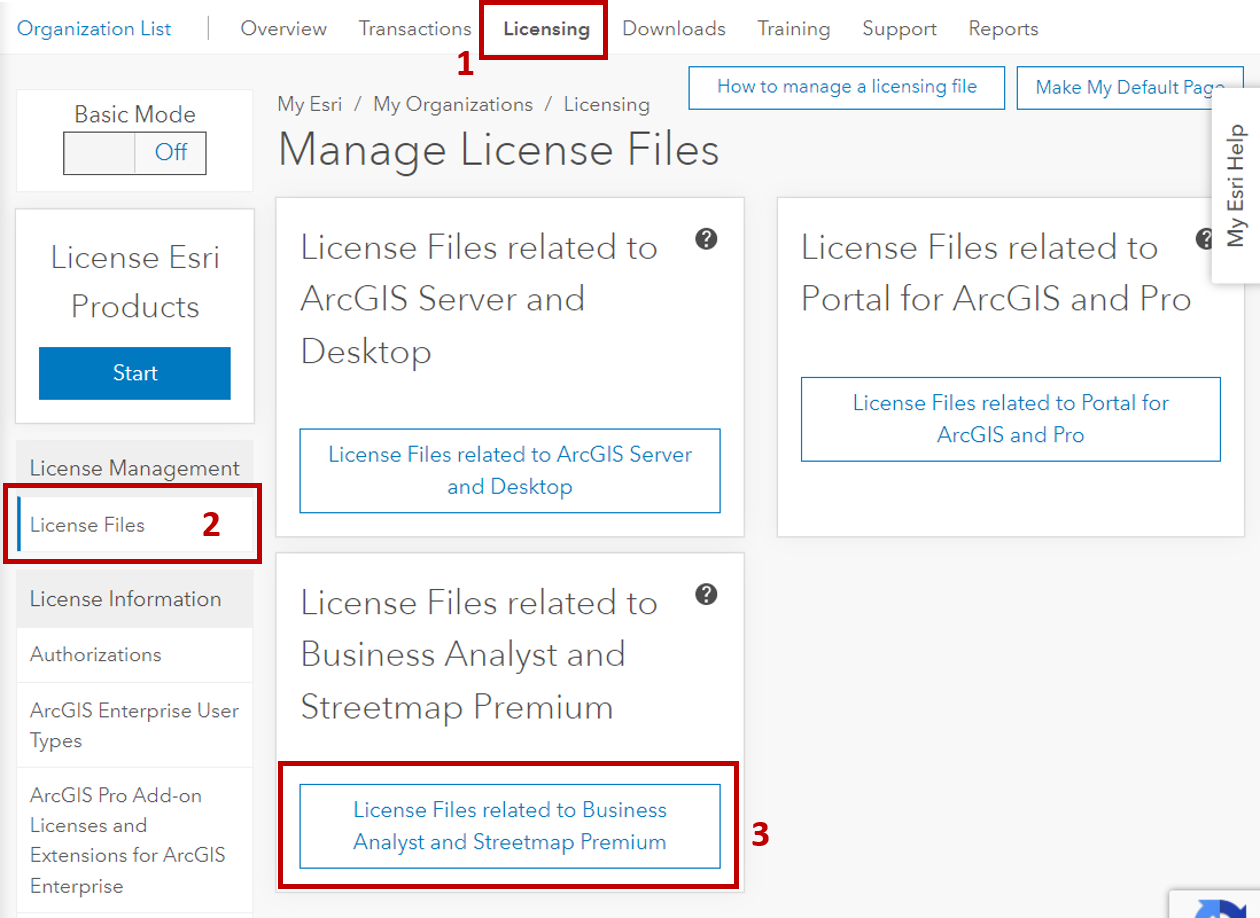 Organization List
Overview
Transactions
Licensing
Downloads
Training
Support
Reports
1
How to manage a licensing file
Make My Default Page
My Esri / My Organizations / Licensing
Manage License Files
My Esri Help
Basic Mode
Off
License Esri
Products
Start
License Management
License Files
2
License Information
Authorizations
ArcGIS Enterprise User
Types
ArcGIS Pro Add-on
Licenses and
Extensions for ArcGIS
Enterprise
License Files related to
ArcGIS Server and
Desktop
?
License Files related to ArcGIS Server
and Desktop
License Files related to
Portal for ArcGIS and Pro
?
License Files related to Portal for
ArcGIS and Pro
License Files related to
Business Analyst and
Streetmap Premium
?
License Files related to Business
Analyst and Streetmap Premium
3